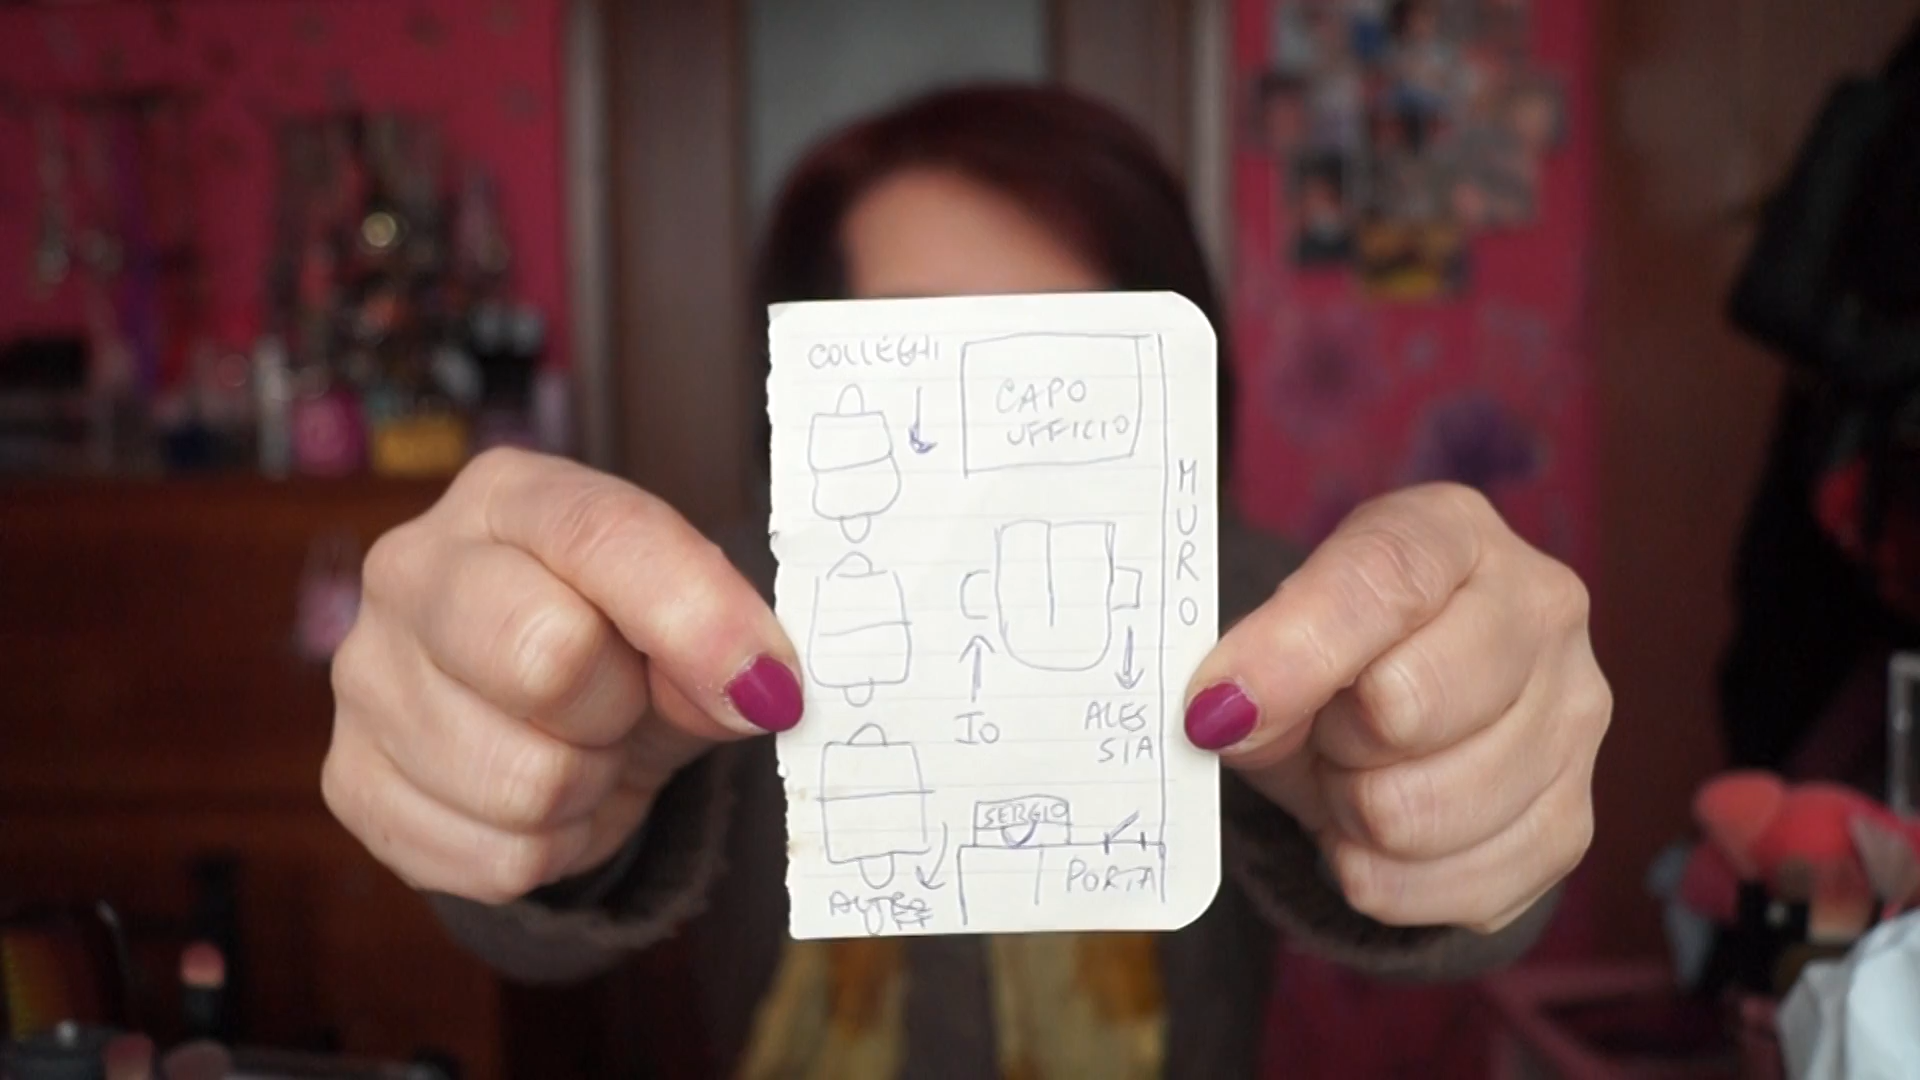 COLLEGHI
CAPO
UFFICIO
MURO
IO
ALES
SIA
SERGIO
PORTA